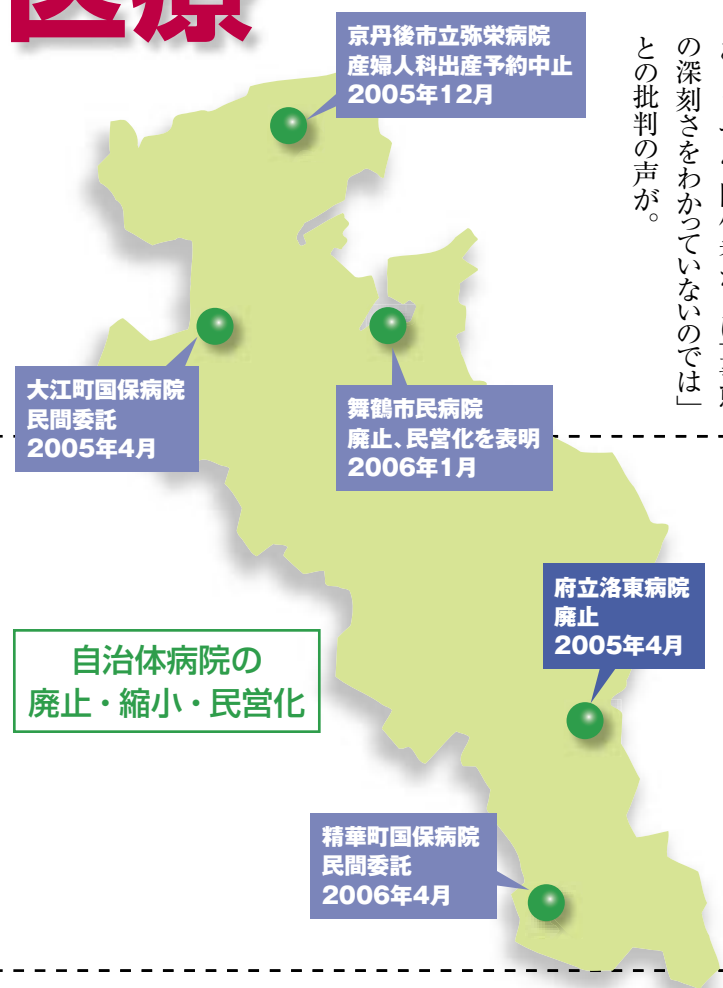 医療
の深刻さをわかっていないのでは」
との批判の声が。
京丹後市立弥栄病院
産婦人科出産予約中止
2005年12月
大江町国保病院
民間委託
2005年4月
舞鶴市民病院
廃止、民営化を表明
2006年1月
府立洛東病院
廃止
2005年4月
自治体病院の
廃止・縮小・民営化
精華町国保病院
民間委託
2006年4月